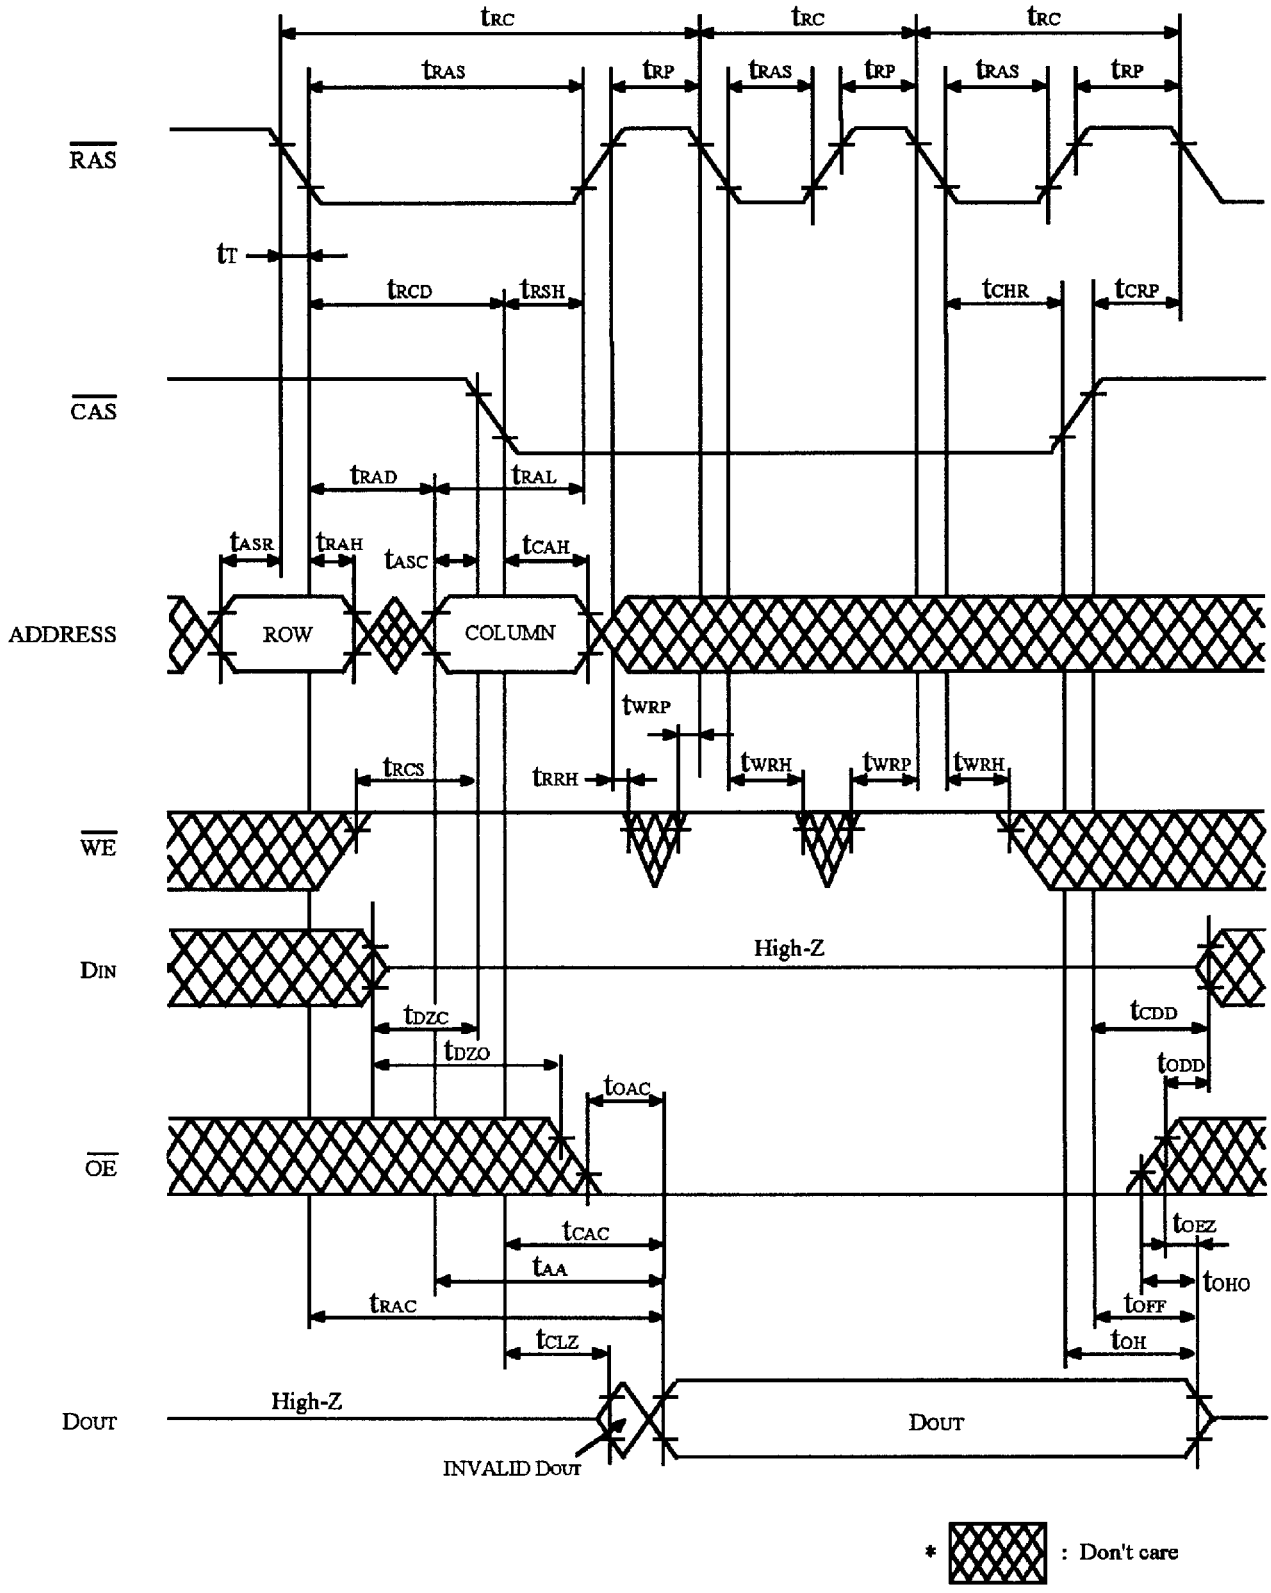 tRC tRC tRC
tRAS tRP tRAS tRP tRAS tRP
RAS
tT
tRCD tRSH tCHR tCRP
CAS
tRAD tRAL
tASR tRAH tASC tCAH
ADDRESS ROW COLUMN
tWRP
tRCS tRRH tWRH tWRP tWRH
WE
High-Z
DIN
tDZC tCDD
tDZO tODD
tOAC
OE
tCAC tOEZ
tAA tOHO
tRAC tOFF
tCLZ tOH
High-Z
DOUT DOUT
INVALID DOUT
* : Don't care